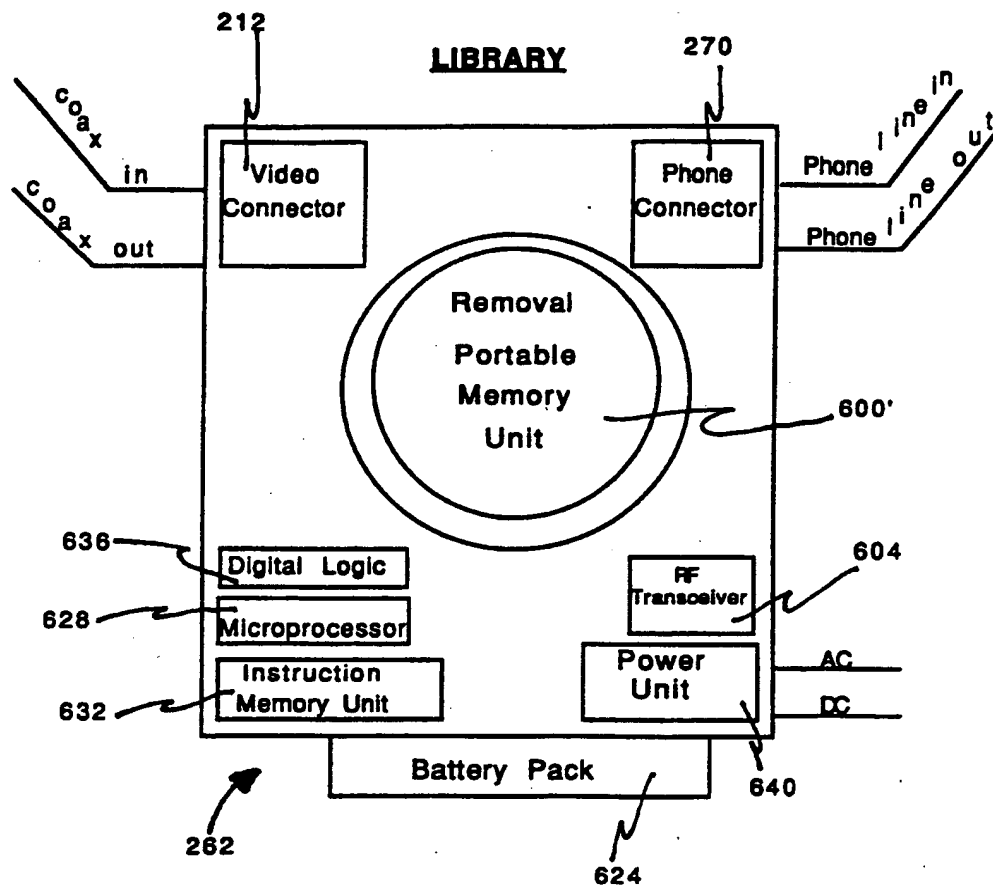 212
LIBRARY
270
coax in
coax out
Video
Connector
Phone
Connector
Phone line in
Phone line out
Removal
Portable
Memory
Unit
600'
636
Digital Logic
628
Microprocessor
632
Instruction
Memory Unit
RF
Transceiver
604
Power
Unit
AC
DC
640
Battery Pack
262
624